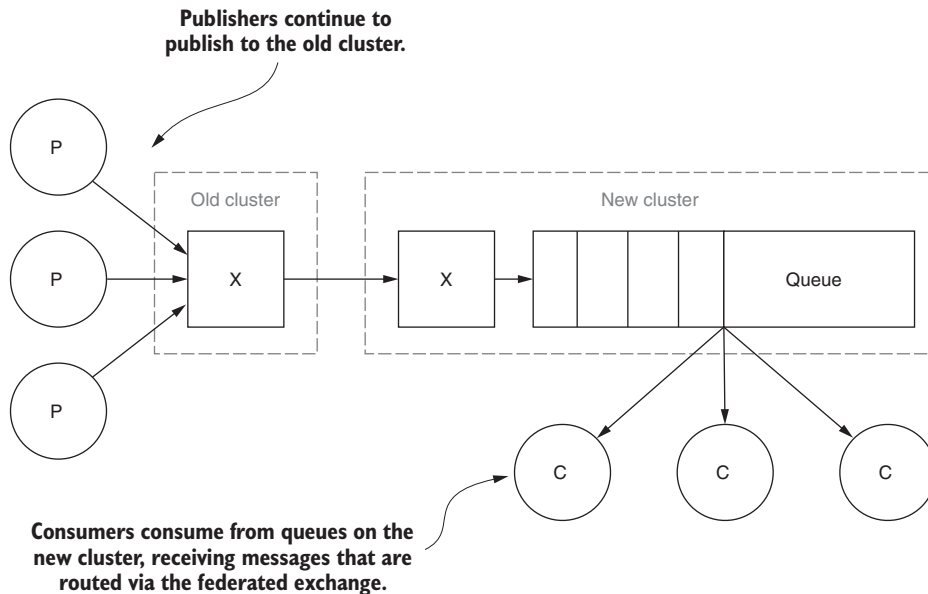 Publishers continue to
publish to the old cluster.
P
Old cluster
New cluster
P
X
X
Queue
P
C
C
C
Consumers consume from queues on the
new cluster, receiving messages that are
routed via the federated exchange.